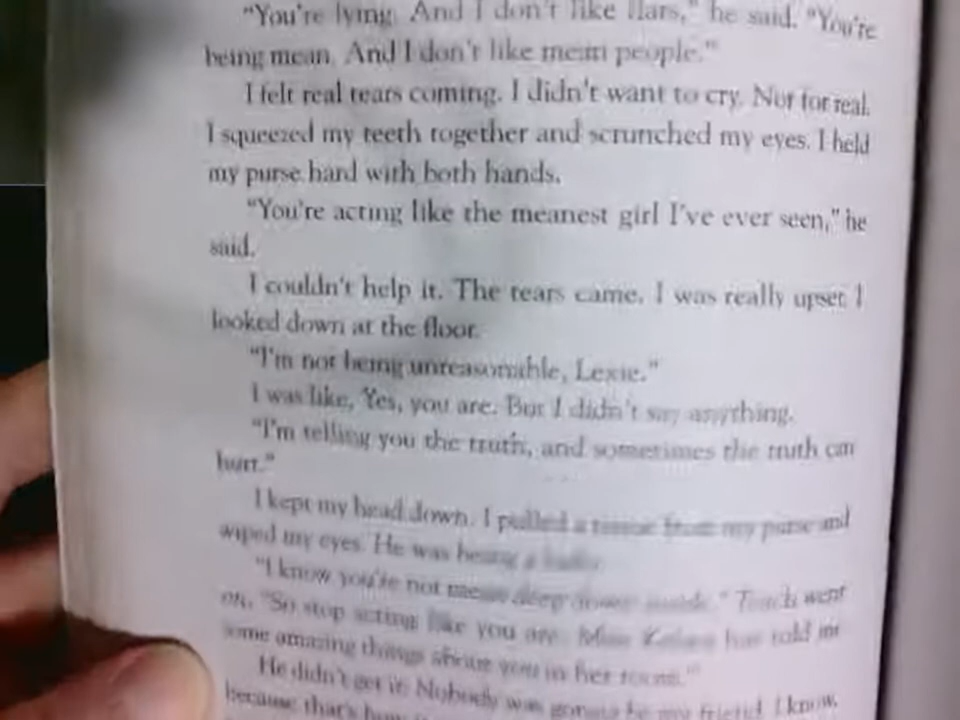 "You're lying. And I don't like liars," he said. "You're
being mean. And I don't like mean people."
I felt real tears coming. I didn't want to cry. Not for real.
I squeezed my teeth together and scrunched my eyes. I held
my purse hard with both hands.
"You're acting like the meanest girl I've ever seen," he
said.
I couldn't help it. The tears came. I was really upset. I
looked down at the floor.
"I'm not being unreasonable, Lexie."
I was like, Yes, you are. But I didn't say anything.
"I'm telling you the truth, and sometimes the truth can
hurt."
I kept my head down. I pulled a tissue from my purse and
wiped my eyes. He was being a
"I know you're not mean deep down inside." Teach went
on. "So stop acting like you are. Miss has told me
some amazing things about you in her room."
He didn't get it. Nobody was gonna be my friend. I know,
because that's how